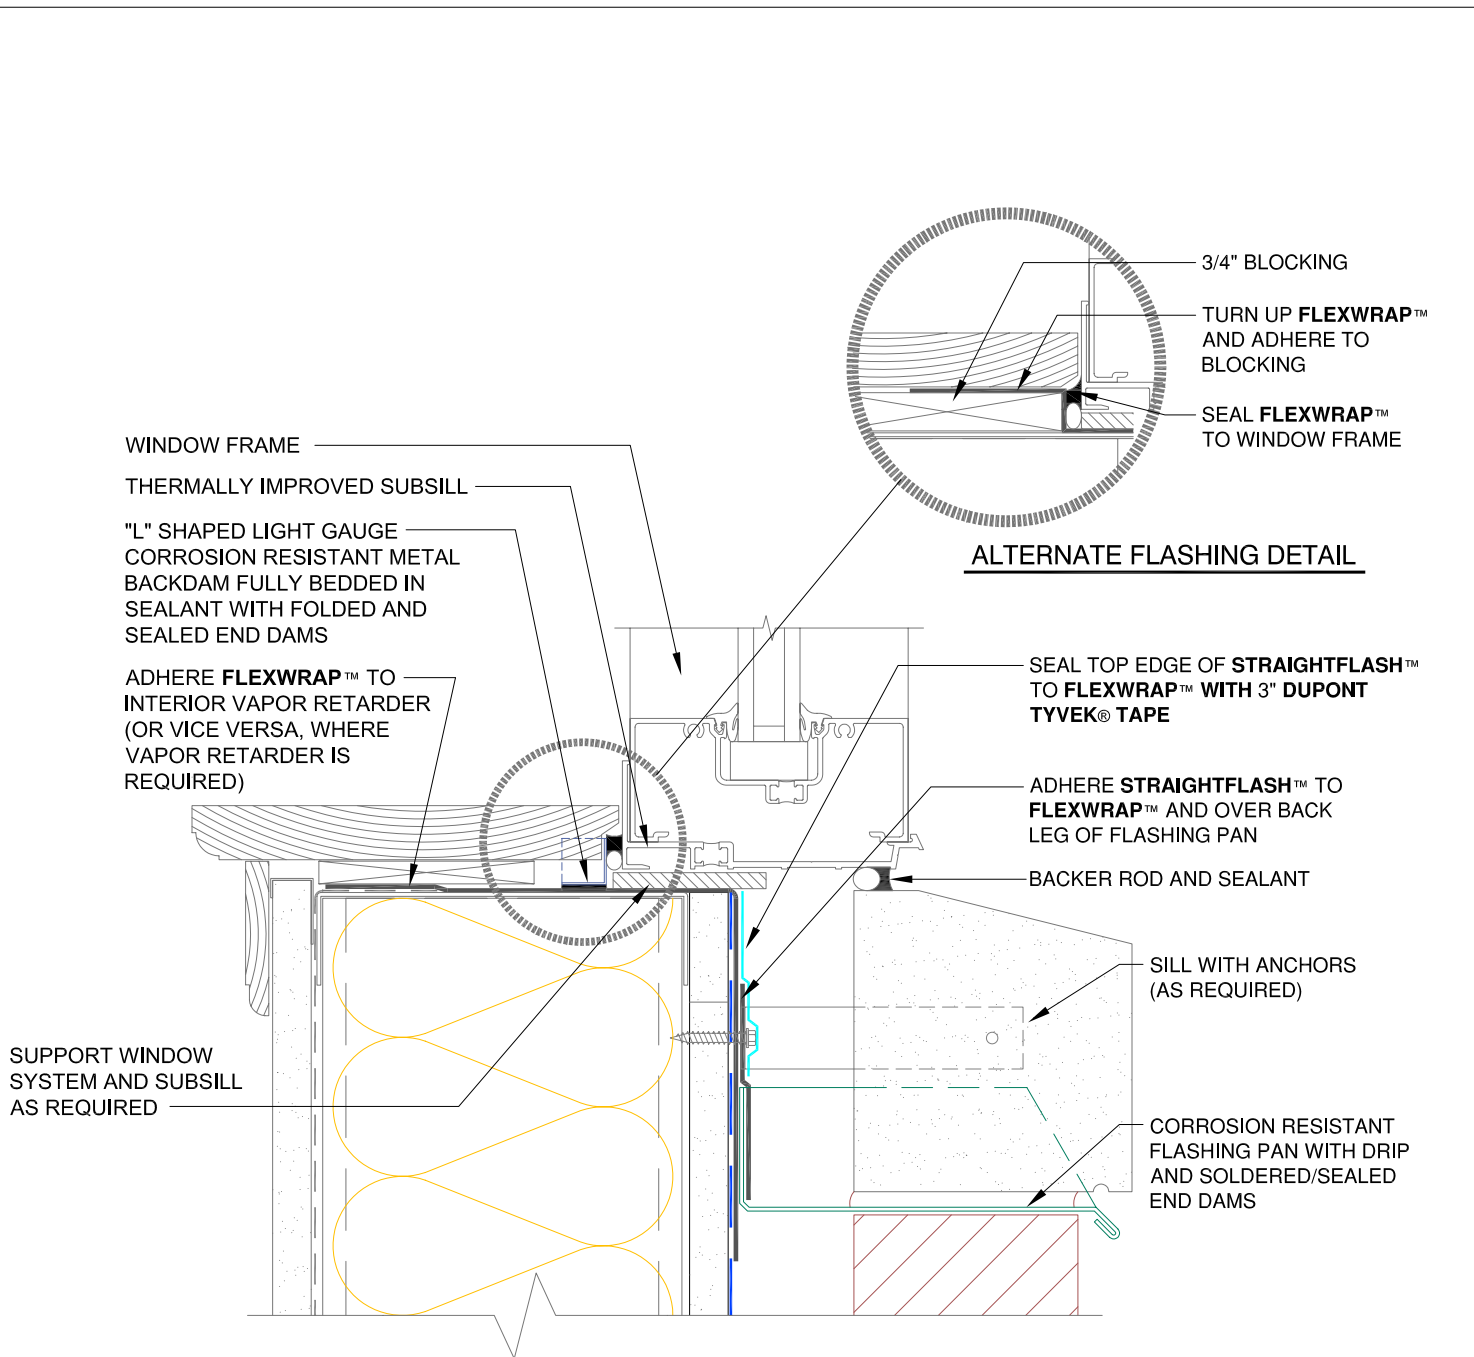 3/4" BLOCKING
TURN UP FLEXWRAP™
AND ADHERE TO
BLOCKING
SEAL FLEXWRAP™
TO WINDOW FRAME
ALTERNATE FLASHING DETAIL
WINDOW FRAME
THERMALLY IMPROVED SUBSILL
"L" SHAPED LIGHT GAUGE
CORROSION RESISTANT METAL
BACKDAM FULLY BEDDED IN
SEALANT WITH FOLDED AND
SEALED END DAMS
ADHERE FLEXWRAP™ TO
INTERIOR VAPOR RETARDER
(OR VICE VERSA, WHERE
VAPOR RETARDER IS
REQUIRED)
SUPPORT WINDOW
SYSTEM AND SUBSILL
AS REQUIRED
SEAL TOP EDGE OF STRAIGHTFLASH™
TO FLEXWRAP™ WITH 3" DUPONT
TYVEK® TAPE
ADHERE STRAIGHTFLASH™ TO
FLEXWRAP™ AND OVER BACK
LEG OF FLASHING PAN
BACKER ROD AND SEALANT
SILL WITH ANCHORS
(AS REQUIRED)
CORROSION RESISTANT
FLASHING PAN WITH DRIP
AND SOLDERED/SEALED
END DAMS